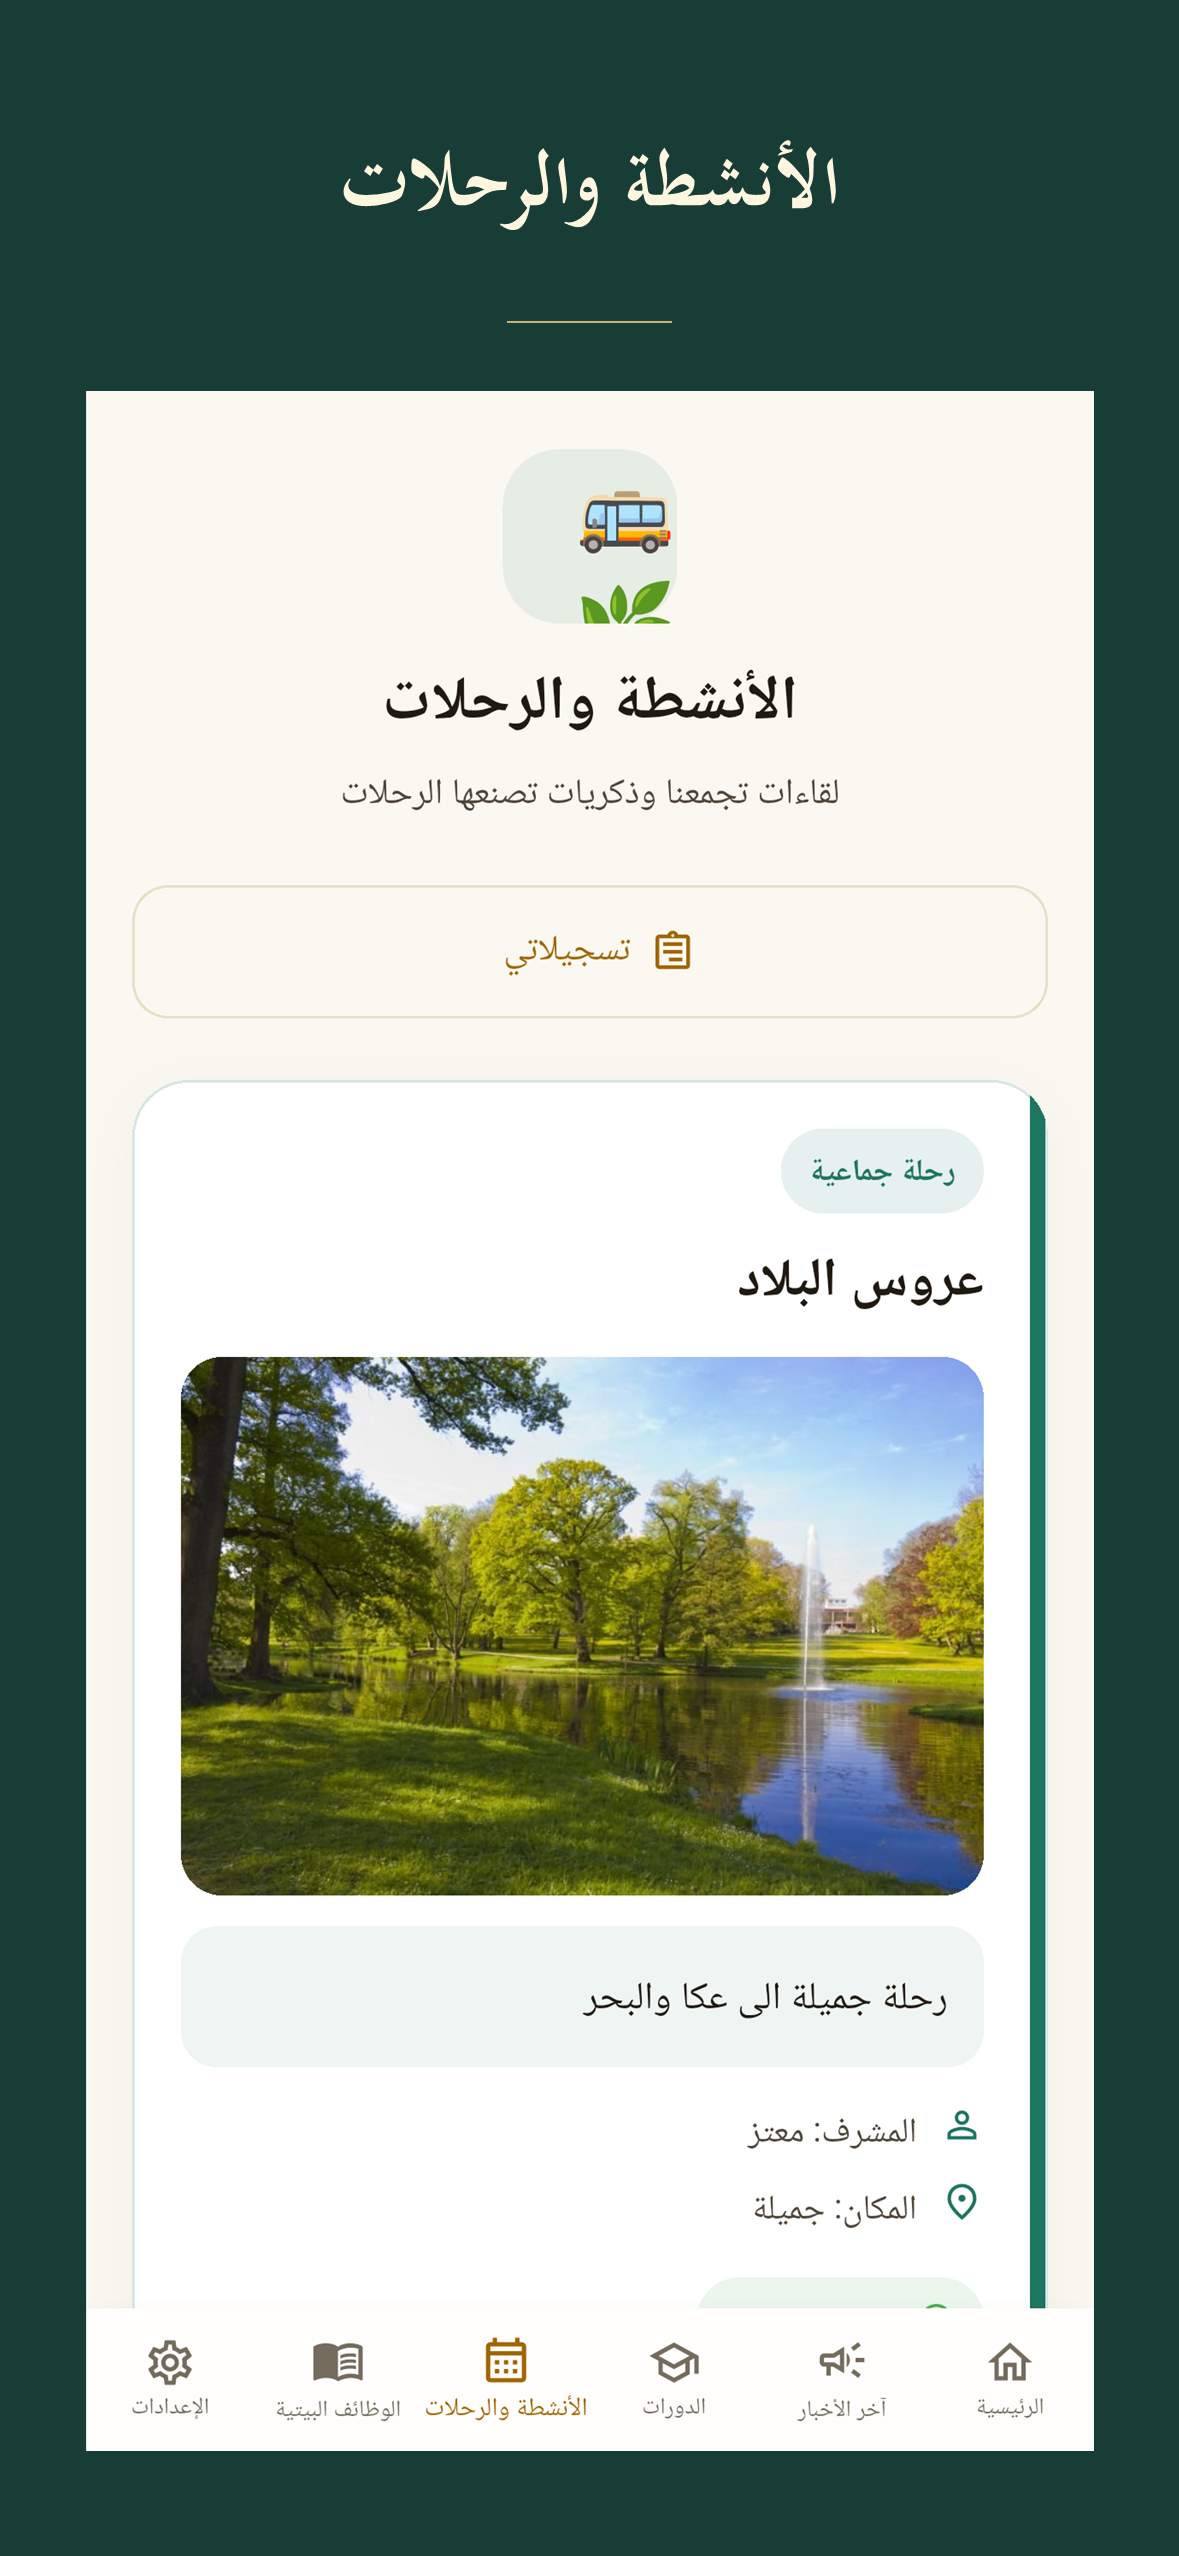 الأنشطة والرحلات
الأنشطة والرحلات
لقاءات تجمعنا وذكريات تصنعها الرحلات
تسجيلاتي
رحلة جماعية
عروس البلاد
رحلة جميلة الى عكا والبحر
المشرف: معتز
المكان: جميلة
الرئيسية
آخر الأخبار
الدورات
الأنشطة والرحلات
الوظائف البيتية
الإعدادات